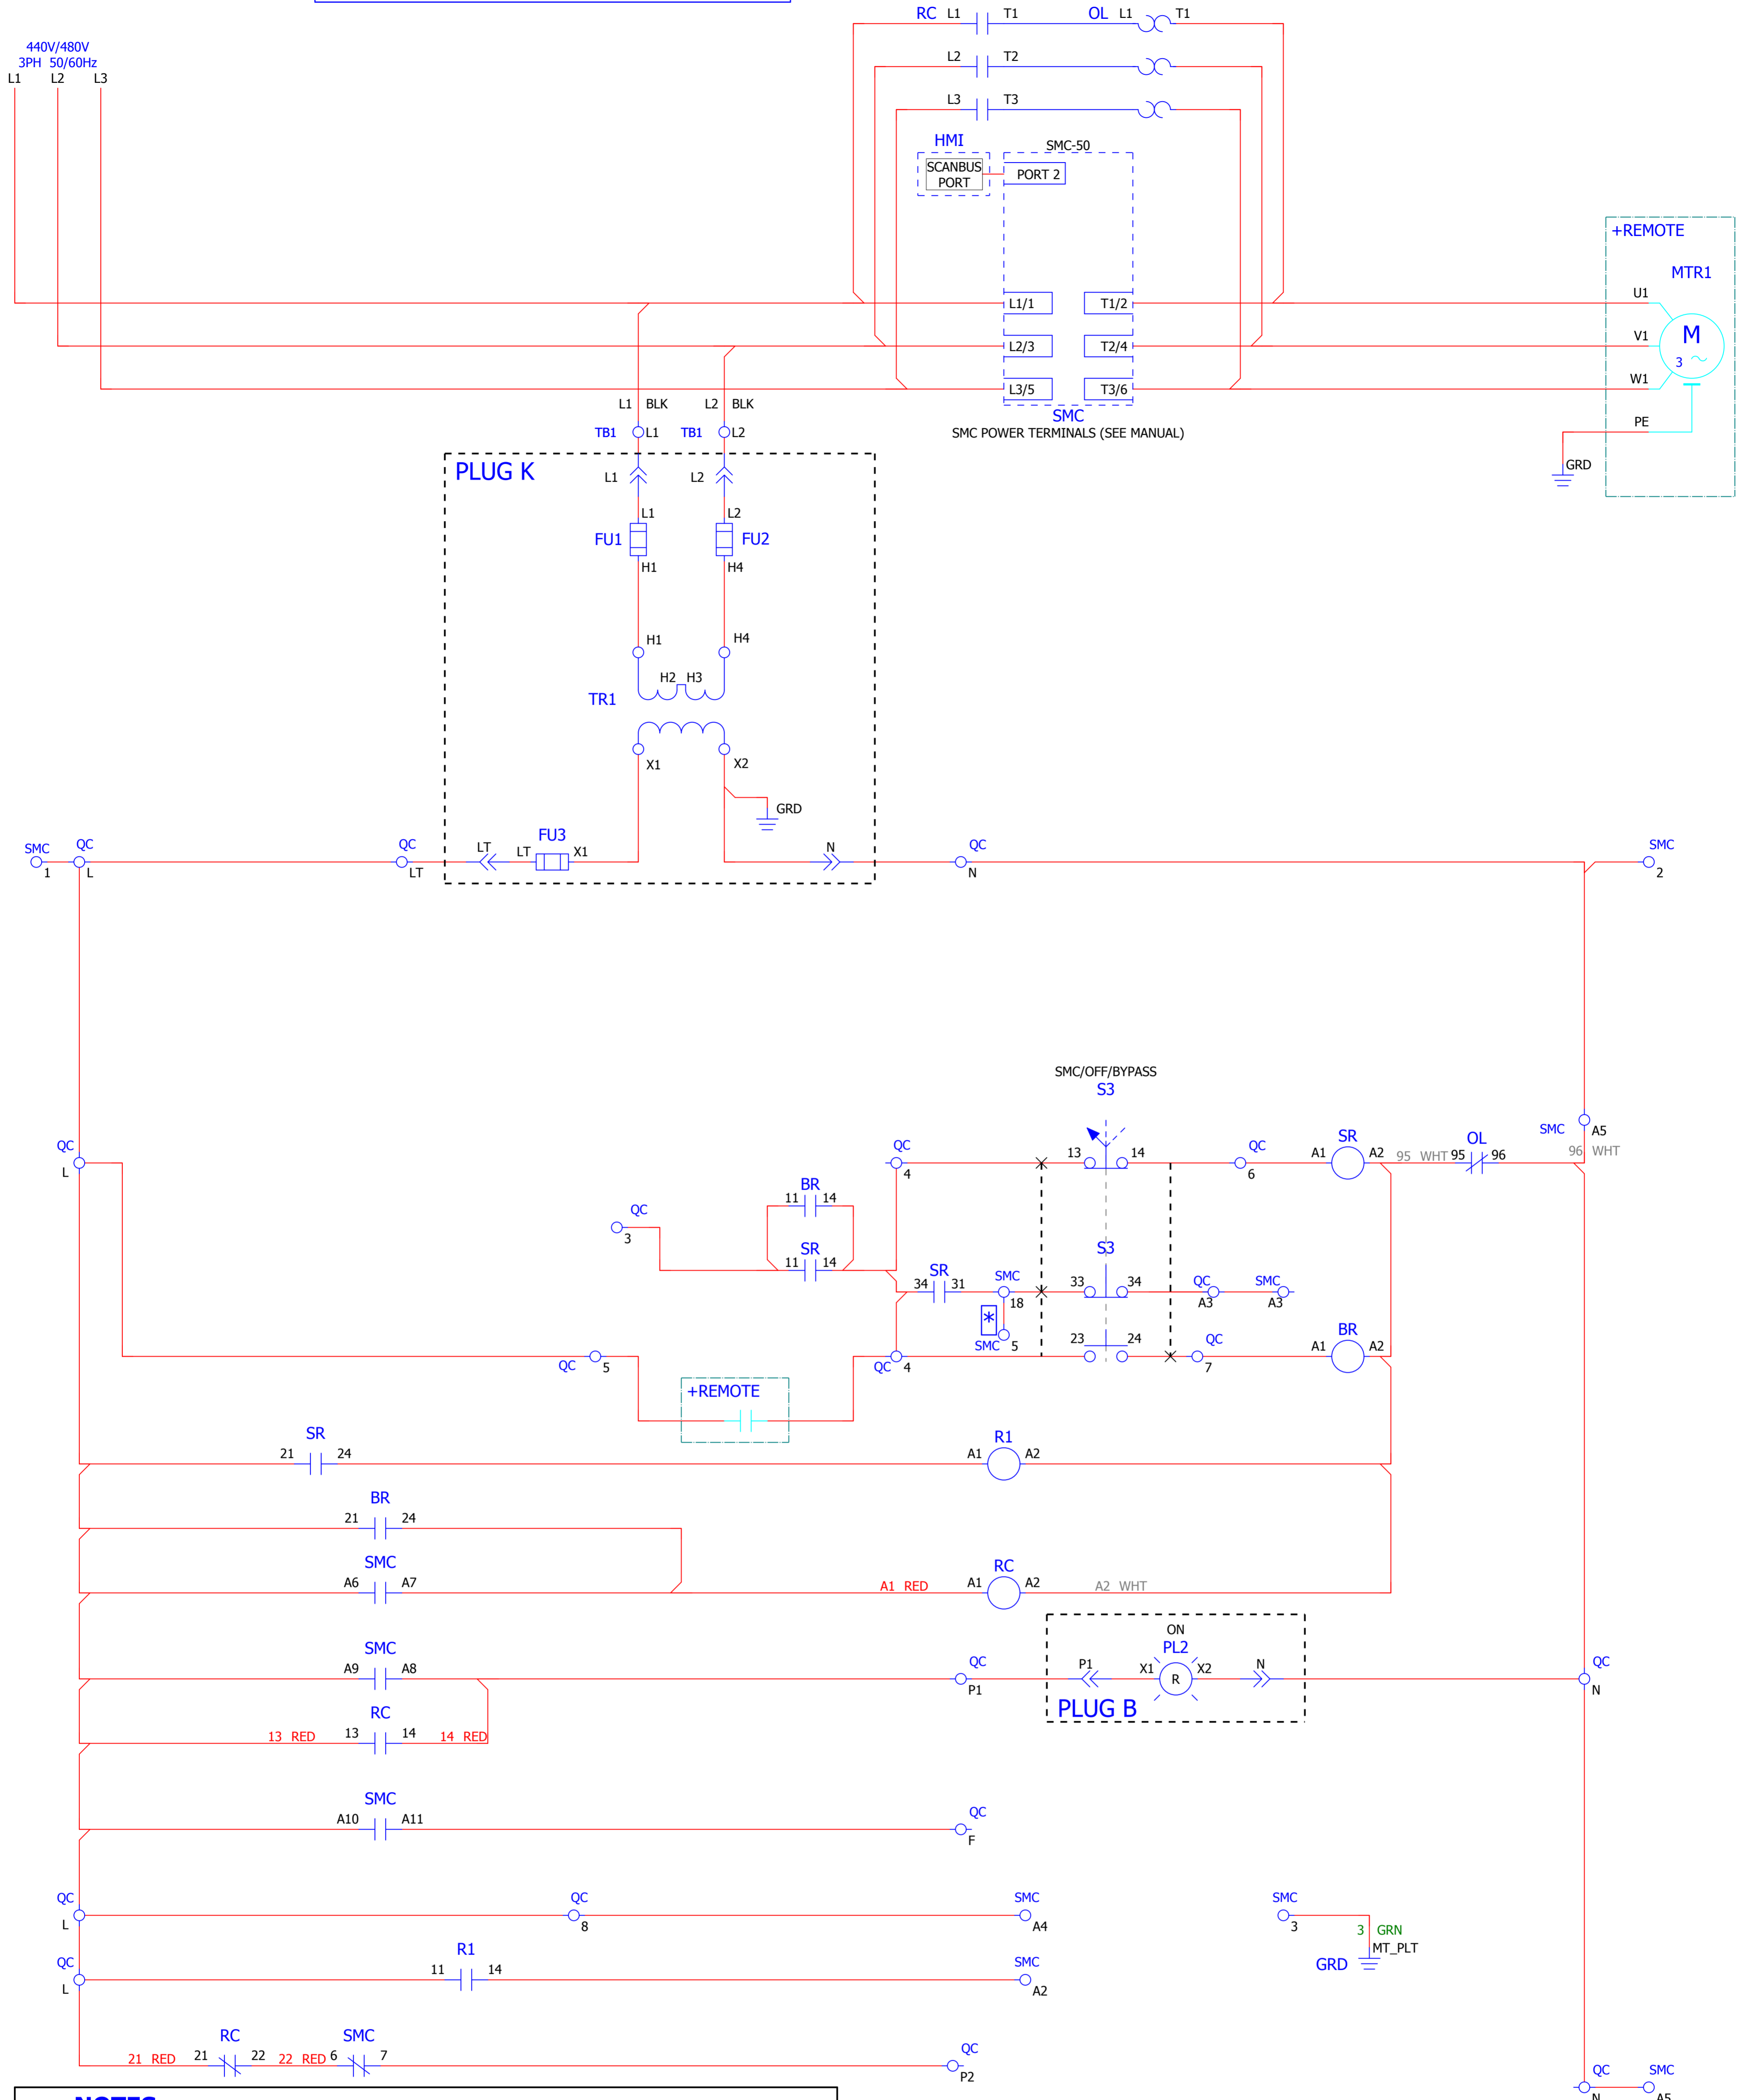 RC L1 T1 OL L1 T1
440V/480V
3PH 50/60Hz
L1 L2 L3
L2 T2
L3 T3
HMI
SMC-50
SCANBUS
PORT
PORT 2
+REMOTE
MTR1
L1/1 T1/2 U1
L2/3 T2/4 V1
M
3
L3/5 T3/6 W1
L1 BLK L2 BLK
SMC
PE
TB1 L1 TB1 L2
SMC POWER TERMINALS (SEE MANUAL)
PLUG K
L1 L2
GRD
L1 L2
FU1 FU2
H1 H4
H1 H4
H2 H3
TR1
X1 X2
GRD
FU3
SMC QC QC LT LT X1 N QC SMC
1 L LT N 2
SMC/OFF/BYPASS
S3
SMC A5
QC QC 13 14 QC SR OL
L 4 6 A1 A2 95 WHT 95 96 96 WHT
BR
11 14
QC
3
SR
11 14
S3
SR
34 31
SMC
18
33 34 QC SMC
A3 A3
*
SMC 5
23 24 QC BR
QC 5 QC 4 7 A1 A2
+REMOTE
SR
21 24
R1
A1 A2
BR
21 24
SMC
A6 A7
RC
A1 RED A1 A2 A2 WHT
ON
SMC PL2
A9 A8 QC P1 X1 R X2 N QC
P1 N
PLUG B
RC
13 RED 13 14 14 RED
SMC
A10 A11 QC
F
QC QC SMC SMC
L 8 A4 3
3 GRN
MT_PLT
GRD
QC R1 SMC
L 11 14 A2
RC SMC QC
21 RED 21 22 22 RED 6 7 P2
QC SMC
N A5
NOTES